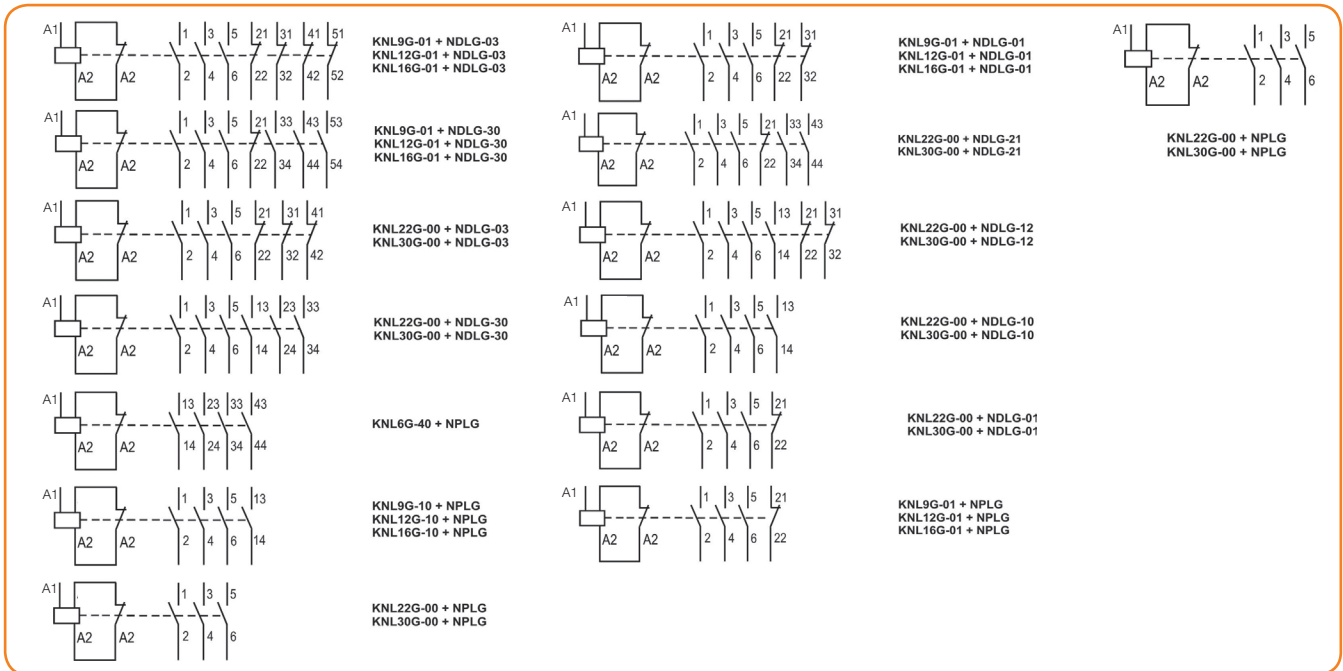 A1 1 3 5 21 31 41 51
A2 A2 2 4 6 22 32 42 52
KNL9G-01 + NDLG-03
KNL12G-01 + NDLG-03
KNL16G-01 + NDLG-03
A1 1 3 5 21 33 43 53
A2 A2 2 4 6 22 34 44 54
KNL9G-01 + NDLG-30
KNL12G-01 + NDLG-30
KNL16G-01 + NDLG-30
A1 1 3 5 21 31 41
A2 A2 2 4 6 22 32 42
KNL22G-00 + NDLG-03
KNL30G-00 + NDLG-03
A1 1 3 5 13 23 33
A2 A2 2 4 6 14 24 34
KNL22G-00 + NDLG-30
KNL30G-00 + NDLG-30
A1 13 23 33 43
A2 A2 14 24 34 44
KNL6G-40 + NPLG
A1 1 3 5 13
A2 A2 2 4 6 14
KNL9G-10 + NPLG
KNL12G-10 + NPLG
KNL16G-10 + NPLG
A1 1 3 5
A2 A2 2 4 6
KNL22G-00 + NPLG
KNL30G-00 + NPLG
A1 1 3 5 21 31
A2 A2 2 4 6 22 32
KNL9G-01 + NDLG-01
KNL12G-01 + NDLG-01
KNL16G-01 + NDLG-01
A1 1 3 5 21 33 43
A2 A2 2 4 6 22 34 44
KNL22G-00 + NDLG-21
KNL30G-00 + NDLG-21
A1 1 3 5 13 21 31
A2 A2 2 4 6 14 22 32
KNL22G-00 + NDLG-12
KNL30G-00 + NDLG-12
A1 1 3 5 13
A2 A2 2 4 6 14
KNL22G-00 + NDLG-10
KNL30G-00 + NDLG-10
A1 1 3 5 21
A2 A2 2 4 6 22
KNL22G-00 + NDLG-01
KNL30G-00 + NDLG-01
A1 1 3 5 21
A2 A2 2 4 6 22
KNL9G-01 + NPLG
KNL12G-01 + NPLG
KNL16G-01 + NPLG
A1 1 3 5
A2 A2 2 4 6
KNL22G-00 + NPLG
KNL30G-00 + NPLG